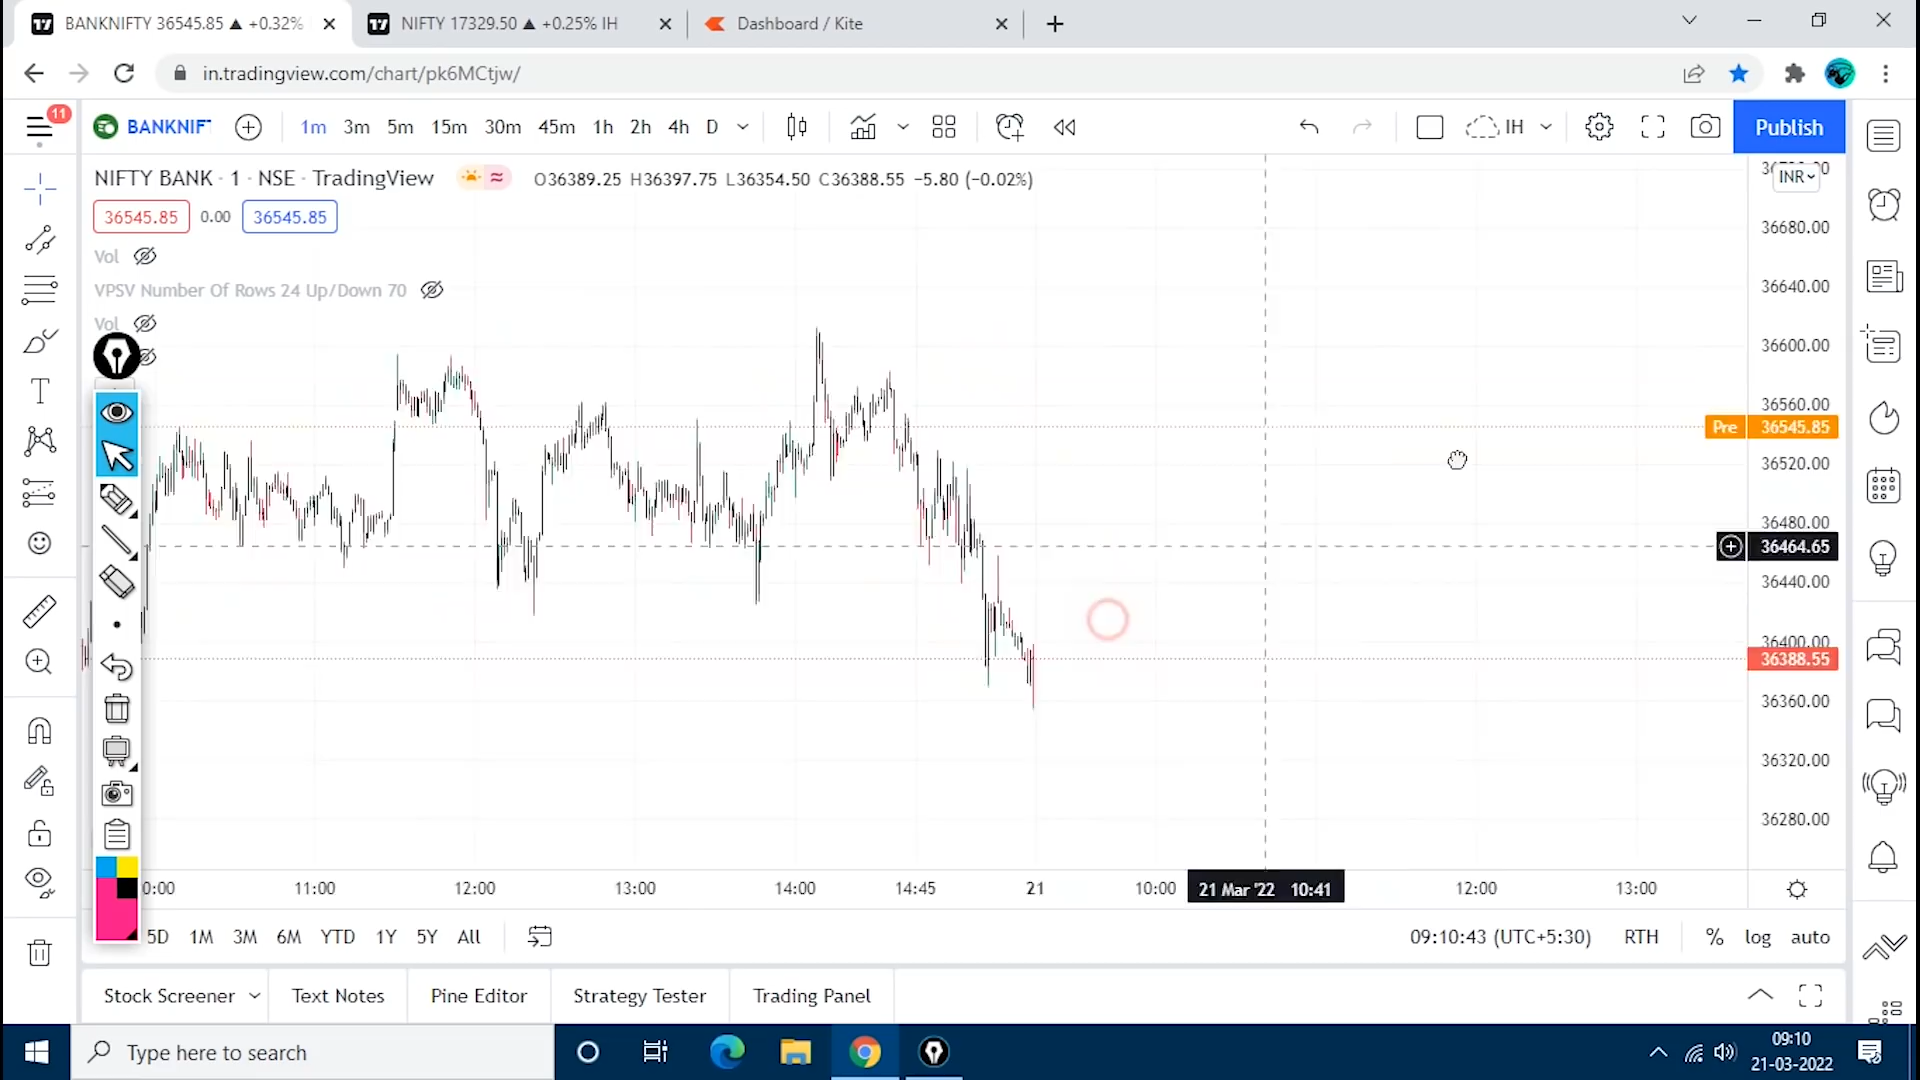 BANKNIFTY 36545.85 ▲ +0.32%
NIFTY 17329.50 ▲ +0.25% IH
Dashboard / Kite
in.tradingview.com/chart/pk6MCtjw/
11
BANKNIFT
1m 3m 5m 15m 30m 45m 1h 2h 4h D
IH
Publish
NIFTY BANK · 1 · NSE · TradingView
O36389.25 H36397.75 L36354.50 C36388.55 −5.80 (−0.02%)
INR
36545.85 0.00 36545.85
Vol
VPSV Number Of Rows 24 Up/Down 70
Vol
36680.00
36640.00
36600.00
36560.00
Pre 36545.85
36520.00
36480.00
36464.65
36440.00
36400.00
36388.55
36360.00
36320.00
36280.00
0:00 11:00 12:00 13:00 14:00 14:45 21 10:00 21 Mar '22 10:41 12:00 13:00
5D 1M 3M 6M YTD 1Y 5Y All
09:10:43 (UTC+5:30) RTH % log auto
Stock Screener Text Notes Pine Editor Strategy Tester Trading Panel
Type here to search
09:10
21-03-2022